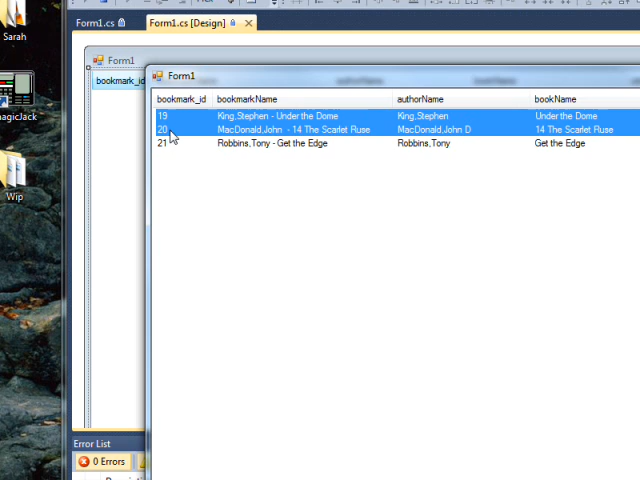 Form1.cs
Form1.cs [Design]
Sarah
Form1
bookmark_id
Form1
bookmark_id bookmarkName authorName bookName
19 King,Stephen - Under the Dome King,Stephen Under the Dome
20 MacDonald,John - 14 The Scarlet Ruse MacDonald,John D 14 The Scarlet Ruse
21 Robbins,Tony - Get the Edge Robbins,Tony Get the Edge
magicJack
Wip
Error List
0 Errors